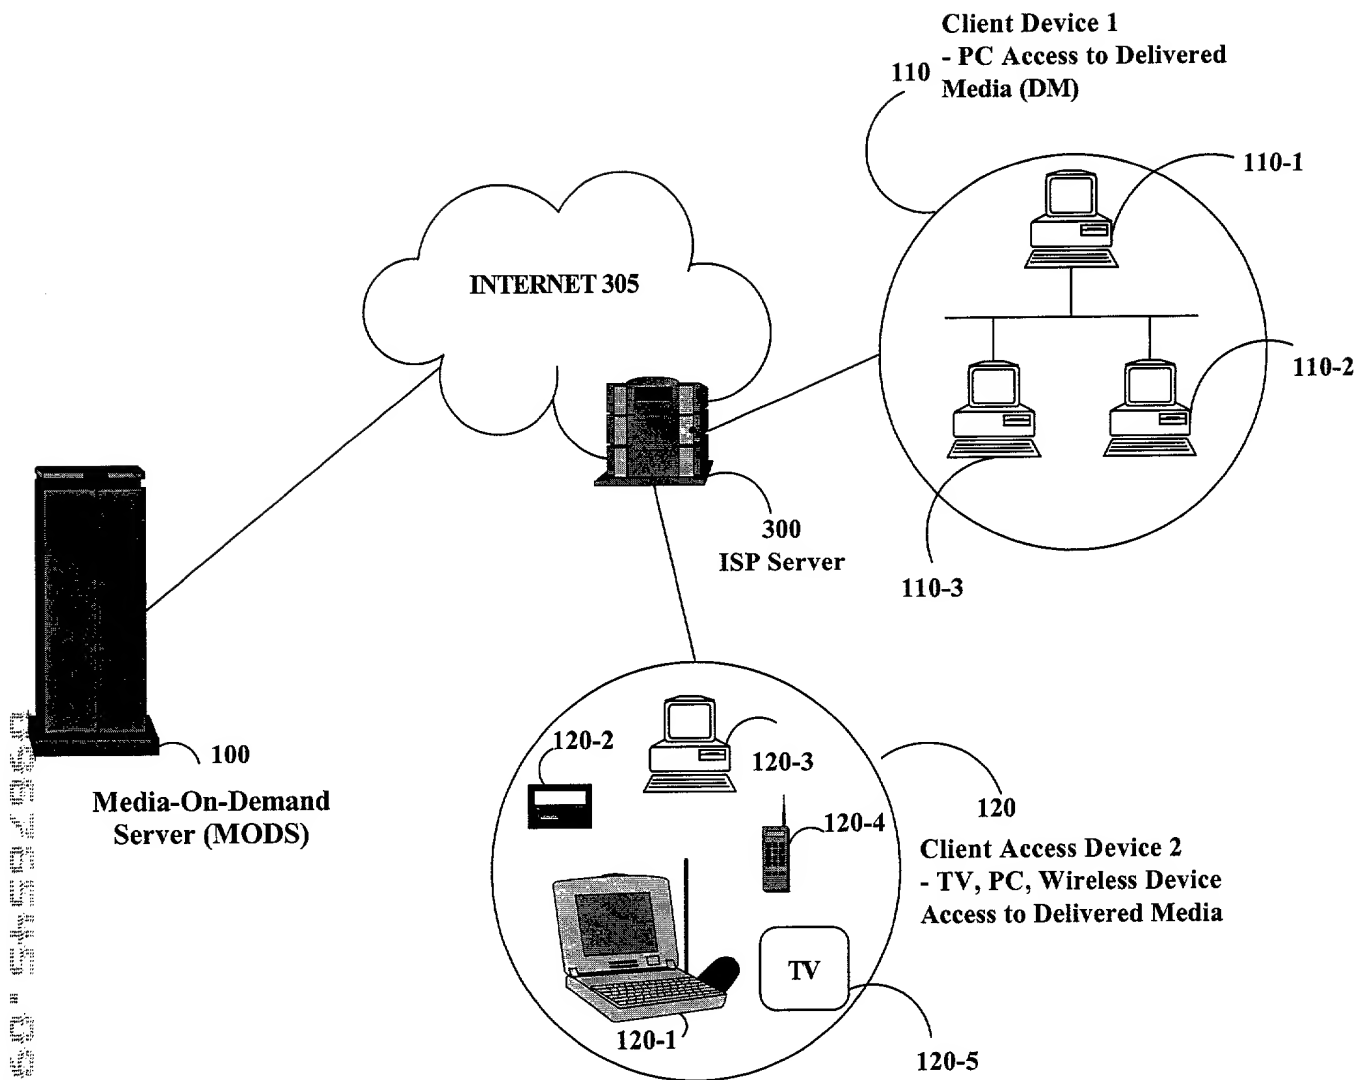 Client Device 1
- PC Access to Delivered
Media (DM)
110
110-1
INTERNET 305
110-2
300
ISP Server
110-3
100
Media-On-Demand
Server (MODS)
120-2
120-3
120
120-4
Client Access Device 2
- TV, PC, Wireless Device
Access to Delivered Media
TV
120-1
120-5